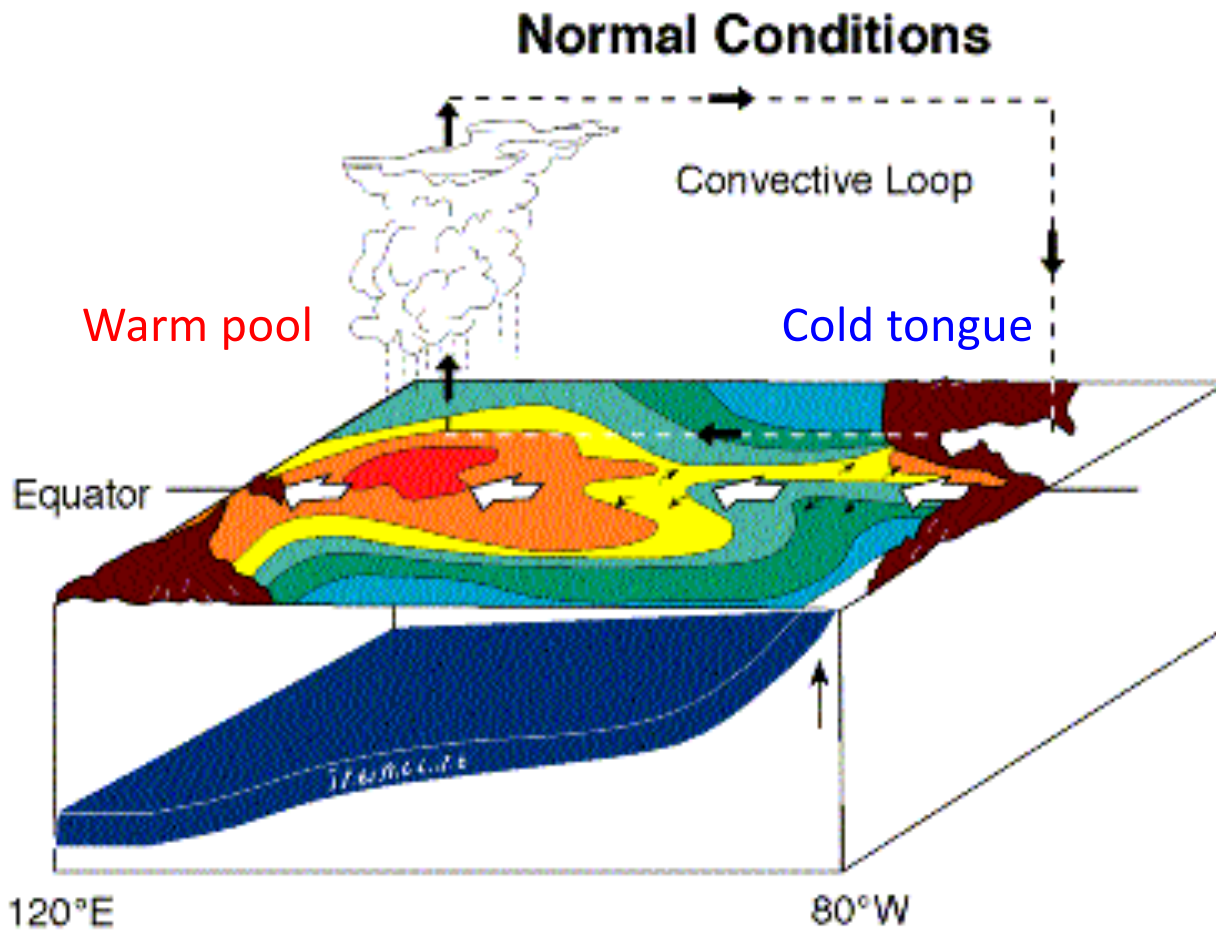 Normal Conditions
Convective Loop
Warm pool
Cold tongue
Equator
120°E
80°W